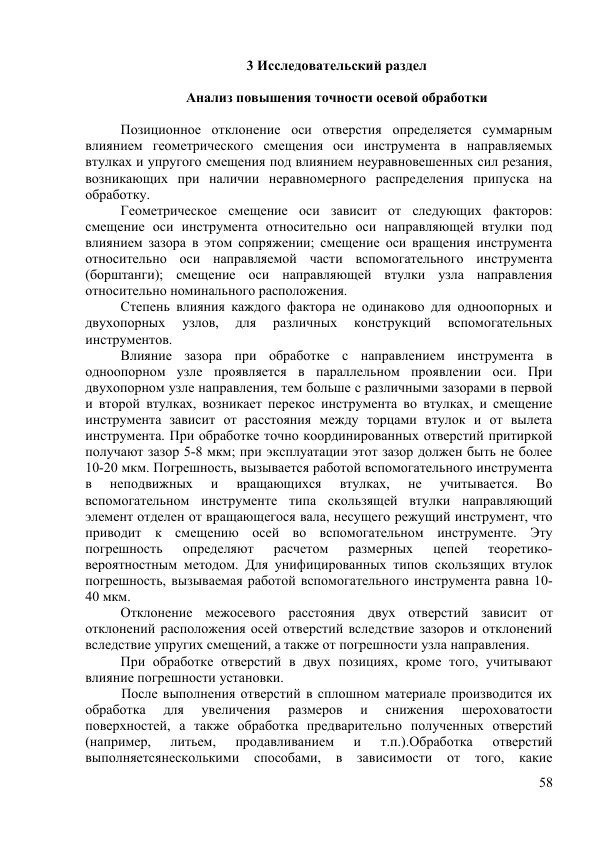 3 Исследовательский раздел
Анализ повышения точности осевой обработки
Позиционное отклонение оси отверстия определяется суммарным
влиянием геометрического смещения оси инструмента в направляемых
втулках и упругого смещения под влиянием неуравновешенных сил резания,
возникающих при наличии неравномерного распределения припуска на
обработку.
Геометрическое смещение оси зависит от следующих факторов:
смещение оси инструмента относительно оси направляющей втулки под
влиянием зазора в этом сопряжении; смещение оси вращения инструмента
относительно оси направляемой части вспомогательного инструмента
(борштанги); смещение оси направляющей втулки узла направления
относительно номинального расположения.
Степень влияния каждого фактора не одинаково для одноопорных и
двухопорных узлов, для различных конструкций вспомогательных
инструментов.
Влияние зазора при обработке с направлением инструмента в
одноопорном узле проявляется в параллельном проявлении оси. При
двухопорном узле направления, тем больше с различными зазорами в первой
и второй втулках, возникает перекос инструмента во втулках, и смещение
инструмента зависит от расстояния между торцами втулок и от вылета
инструмента. При обработке точно координированных отверстий притиркой
получают зазор 5-8 мкм; при эксплуатации этот зазор должен быть не более
10-20 мкм. Погрешность, вызывается работой вспомогательного инструмента
в неподвижных и вращающихся втулках, не учитывается. Во
вспомогательном инструменте типа скользящей втулки направляющий
элемент отделен от вращающегося вала, несущего режущий инструмент, что
приводит к смещению осей во вспомогательном инструменте. Эту
погрешность определяют расчетом размерных цепей теоретико-
вероятностным методом. Для унифицированных типов скользящих втулок
погрешность, вызываемая работой вспомогательного инструмента равна 10-
40 мкм.
Отклонение межосевого расстояния двух отверстий зависит от
отклонений расположения осей отверстий вследствие зазоров и отклонений
вследствие упругих смещений, а также от погрешности узла направления.
При обработке отверстий в двух позициях, кроме того, учитывают
влияние погрешности установки.
После выполнения отверстий в сплошном материале производится их
обработка для увеличения размеров и снижения шероховатости
поверхностей, а также обработка предварительно полученных отверстий
(например, литьем, продавливанием и т.п.).Обработка отверстий
выполняетсянесколькими способами, в зависимости от того, какие
58